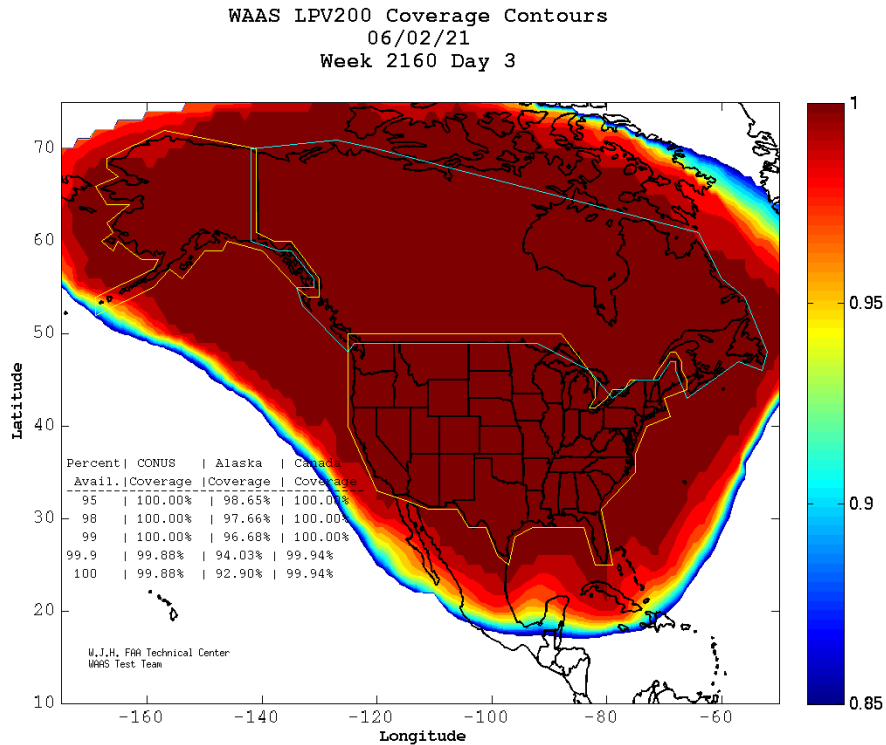 WAAS LPV200 Coverage Contours
06/02/21
Week 2160 Day 3
70
60
50
40
30
20
10
Latitude
-160
-140
-120
-100
-80
-60
Longitude
1
0.95
0.9
0.85
Percent| CONUS | Alaska | Canada
Avail.|Coverage |Coverage | Coverage
95 | 100.00% | 98.65% | 100.00%
98 | 100.00% | 97.66% | 100.00%
99 | 100.00% | 96.68% | 100.00%
99.9 | 99.88% | 94.03% | 99.94%
100 | 99.88% | 92.90% | 99.94%
W.J.H. FAA Technical Center
WAAS Test Team